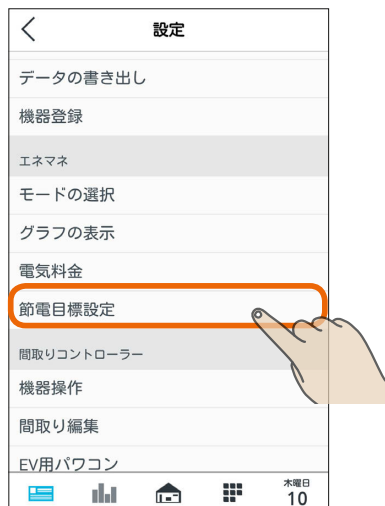 設定
データの書き出し
機器登録
エネマネ
モードの選択
グラフの表示
電気料金
節電目標設定
間取りコントローラー
機器操作
間取り編集
EV用パワコン
木曜日
10